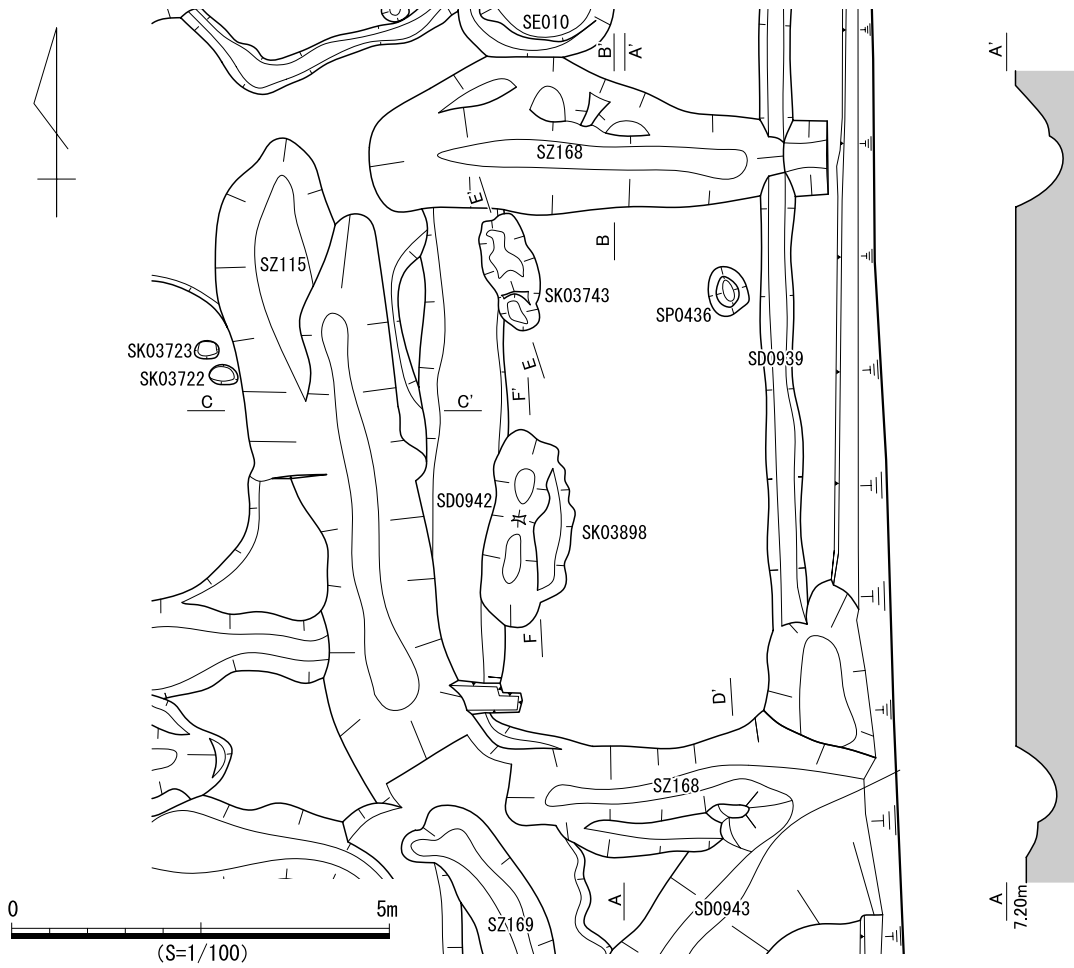 SE010
B'
A'
A'
SZ168
E'
B
SZ115
SK03743
SP0436
SK03723
SK03722
SD0939
E
F'
C
C'
SD0942
SK03898
F
D'
SZ168
A
SD0943
SZ169
A
7.20m
0
5m
(S=1/100)